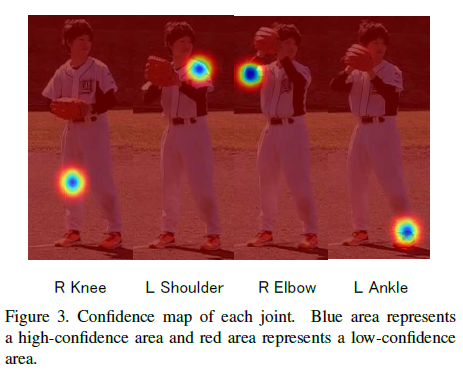 R Knee L Shoulder R Elbow L Ankle
Figure 3. Confidence map of each joint. Blue area represents
a high-confidence area and red area represents a low-confidence
area.